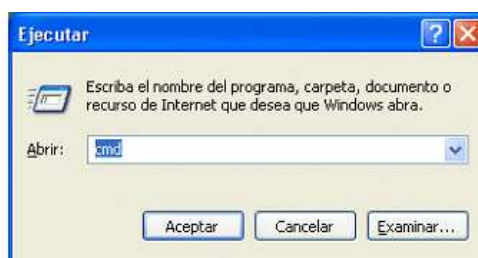 Ejecutar
Escriba el nombre del programa, carpeta, documento o
recurso de Internet que desea que Windows abra.
Abrir: cmd
Aceptar Cancelar Examinar...